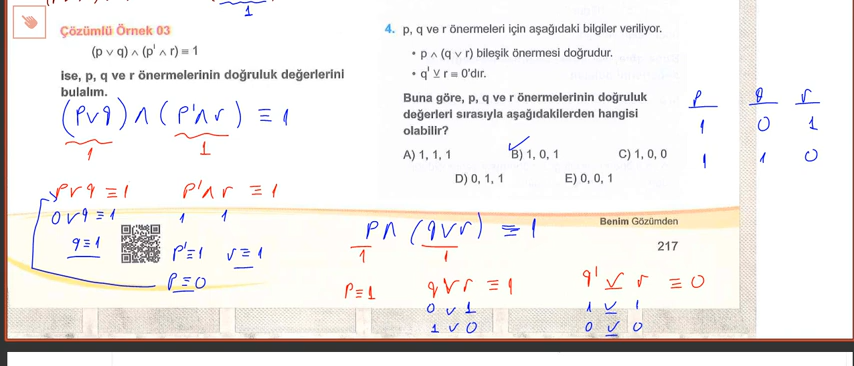 1
Çözümlü Örnek 03
(p ∨ q) ∧ (p' ∧ r) ≡ 1
ise, p, q ve r önermelerinin doğruluk değerlerini
bulalım.
(p∨q) ∧ (p'∧r) ≡ 1
1 1
p∨q ≡ 1 p'∧r ≡ 1
0∨q ≡ 1 1 1
q ≡ 1 p' ≡ 1 r ≡ 1
p ≡ 0
4. p, q ve r önermeleri için aşağıdaki bilgiler veriliyor.
• p ∧ (q ∨ r) bileşik önermesi doğrudur.
• q' ⊻ r ≡ 0'dır.
Buna göre, p, q ve r önermelerinin doğruluk
değerleri sırasıyla aşağıdakilerden hangisi
olabilir?
A) 1, 1, 1 B) 1, 0, 1 C) 1, 0, 0
D) 0, 1, 1 E) 0, 0, 1
p q r
1 0 1
1 1 0
Benim Gözümden
217
p ∧ (q∨r) ≡ 1
1 1
p ≡ 1 q∨r ≡ 1 q' ⊻ r ≡ 0
0 ∨ 1 1 ⊻ 1
1 ∨ 0 0 ⊻ 0